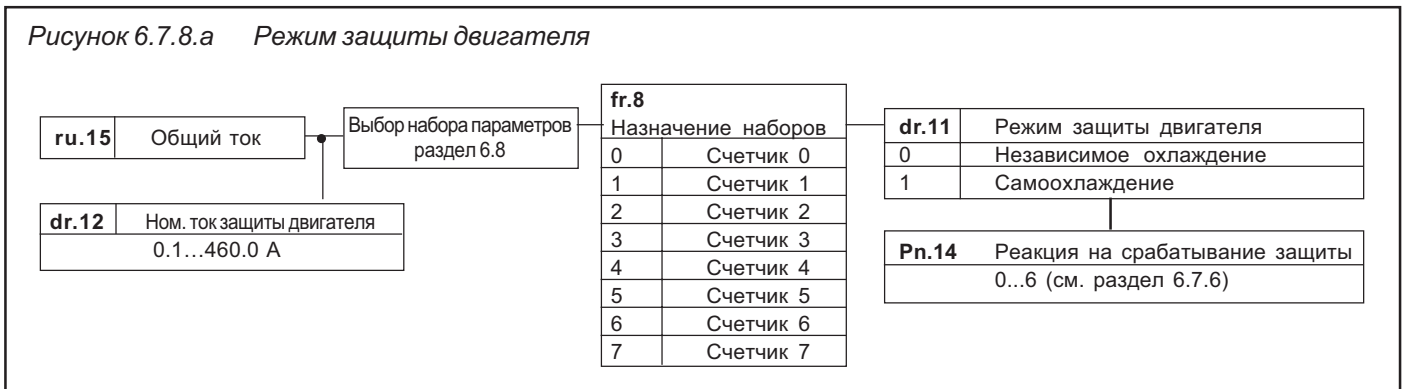 Рисунок 6.7.8.а Режим защиты двигателя
ru.15 Общий ток
Выбор набора параметров
раздел 6.8
dr.12 Ном. ток защиты двигателя
0.1...460.0 А
fr.8
Назначение наборов
0 Счетчик 0
1 Счетчик 1
2 Счетчик 2
3 Счетчик 3
4 Счетчик 4
5 Счетчик 5
6 Счетчик 6
7 Счетчик 7
dr.11 Режим защиты двигателя
0 Независимое охлаждение
1 Самоохлаждение
Pn.14 Реакция на срабатывание защиты
0...6 (см. раздел 6.7.6)